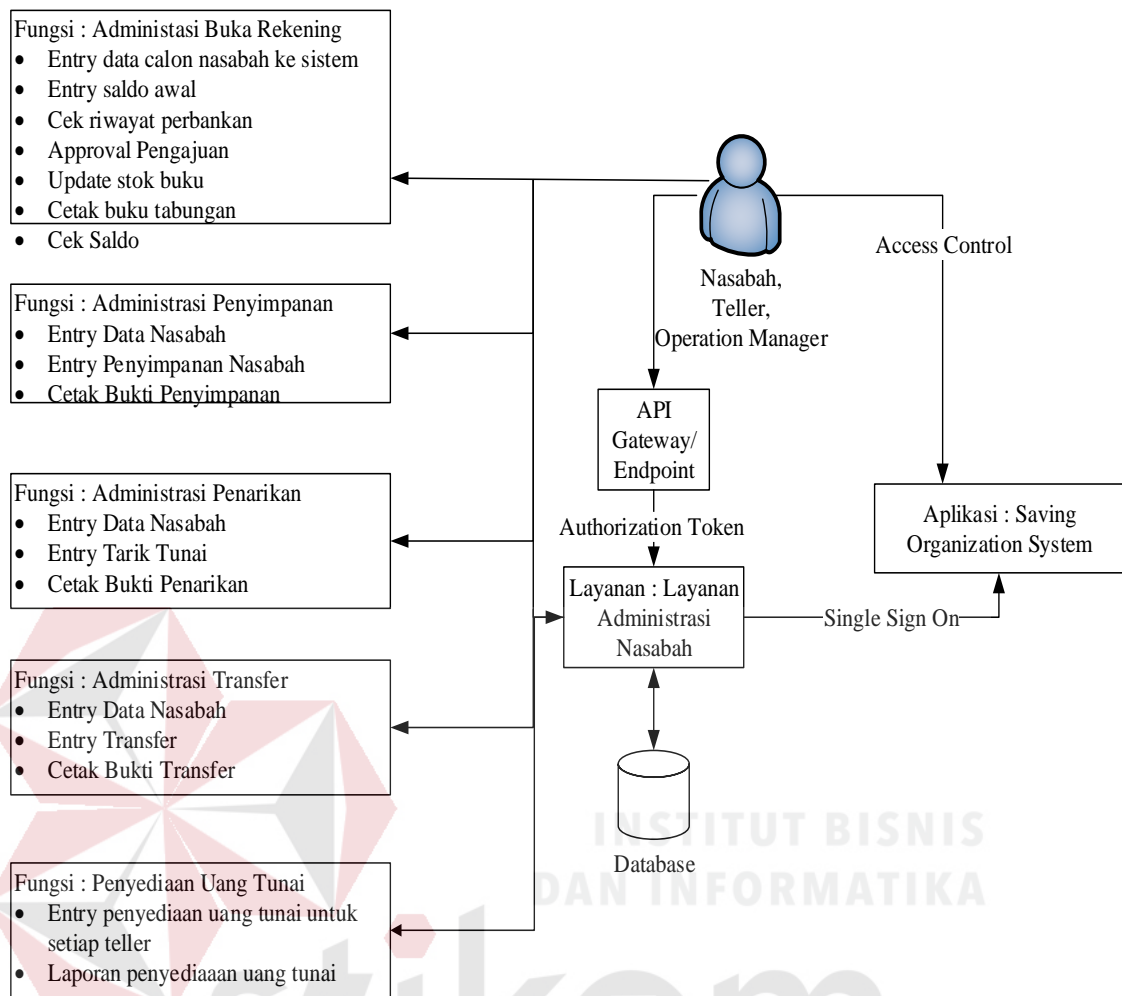 Fungsi : Administasi Buka Rekening
• Entry data calon nasabah ke sistem
• Entry saldo awal
• Cek riwayat perbankan
• Approval Pengajuan
• Update stok buku
• Cetak buku tabungan
• Cek Saldo
Fungsi : Administrasi Penyimpanan
• Entry Data Nasabah
• Entry Penyimpanan Nasabah
• Cetak Bukti Penyimpanan
Fungsi : Administrasi Penarikan
• Entry Data Nasabah
• Entry Tarik Tunai
• Cetak Bukti Penarikan
Fungsi : Administrasi Transfer
• Entry Data Nasabah
• Entry Transfer
• Cetak Bukti Transfer
Fungsi : Penyediaan Uang Tunai
• Entry penyediaan uang tunai untuk
setiap teller
• Laporan penyediaaan uang tunai
Nasabah,
Teller,
Operation Manager
Access Control
API
Gateway/
Endpoint
Authorization Token
Layanan : Layanan
Administrasi
Nasabah
Single Sign On
Aplikasi : Saving
Organization System
Database
INSTITUT BISNIS
DAN INFORMATIKA
stikom